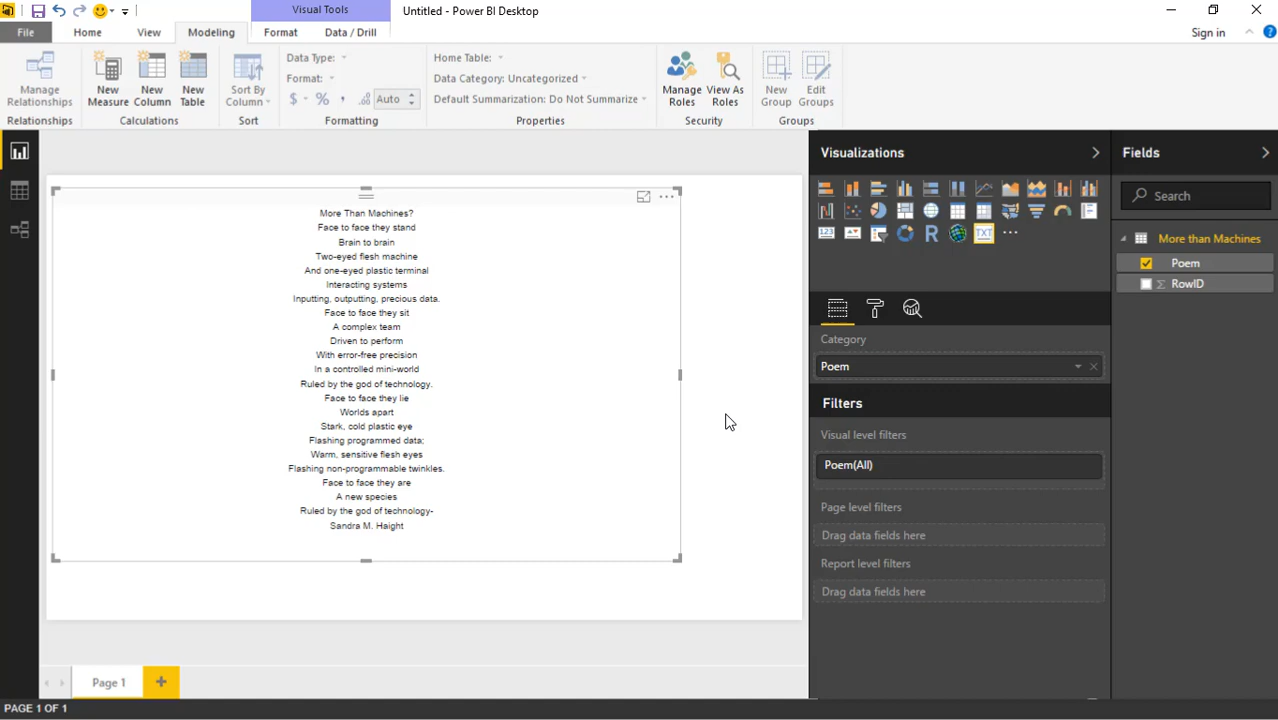 Visual Tools
Untitled - Power BI Desktop
File
Home
View
Modeling
Format
Data / Drill
Sign in
Manage
Relationships
Relationships
New
Measure
New
Column
New
Table
Calculations
Sort By
Column
Sort
Data Type:
Format:
$ % , Auto
Formatting
Home Table:
Data Category: Uncategorized
Default Summarization: Do Not Summarize
Properties
Manage
Roles
View As
Roles
Security
New
Group
Edit
Groups
Groups
More Than Machines?
Face to face they stand
Brain to brain
Two-eyed flesh machine
And one-eyed plastic terminal
Interacting systems
Inputting, outputting, precious data.
Face to face they sit
A complex team
Driven to perform
With error-free precision
In a controlled mini-world
Ruled by the god of technology.
Face to face they lie
Worlds apart
Stark, cold plastic eye
Flashing programmed data;
Warm, sensitive flesh eyes
Flashing non-programmable twinkles.
Face to face they are
A new species
Ruled by the god of technology-
Sandra M. Haight
Visualizations
123
R
TXT
Category
Poem
Filters
Visual level filters
Poem(All)
Page level filters
Drag data fields here
Report level filters
Drag data fields here
Fields
Search
More than Machines
Poem
Σ RowID
Page 1
PAGE 1 OF 1